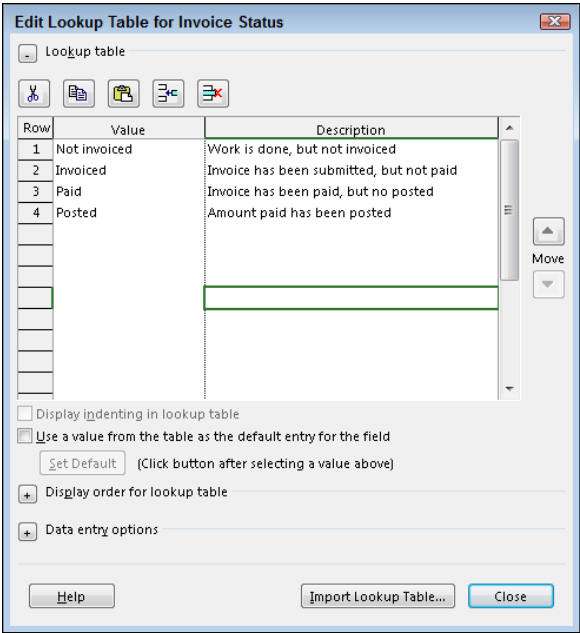 Edit Lookup Table for Invoice Status
- Lookup table
Row Value Description
1 Not invoiced Work is done, but not invoiced
2 Invoiced Invoice has been submitted, but not paid
3 Paid Invoice has been paid, but no posted
4 Posted Amount paid has been posted
Move
Display indenting in lookup table
Use a value from the table as the default entry for the field
Set Default (Click button after selecting a value above)
+ Display order for lookup table
+ Data entry options
Help Import Lookup Table... Close